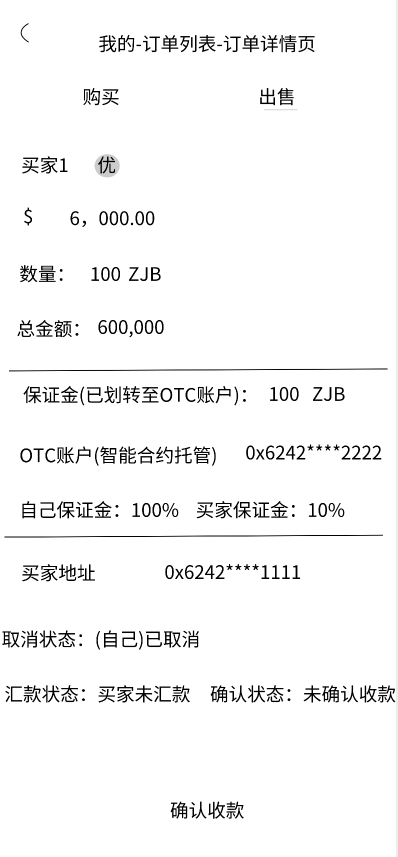 我的-订单列表-订单详情页
购买 出售
买家1 优
$ 6，000.00
数量： 100 ZJB
总金额： 600,000
保证金(已划转至OTC账户)： 100 ZJB
OTC账户(智能合约托管) 0x6242****2222
自己保证金：100% 买家保证金：10%
买家地址 0x6242****1111
取消状态：(自己)已取消
汇款状态：买家未汇款 确认状态：未确认收款
确认收款